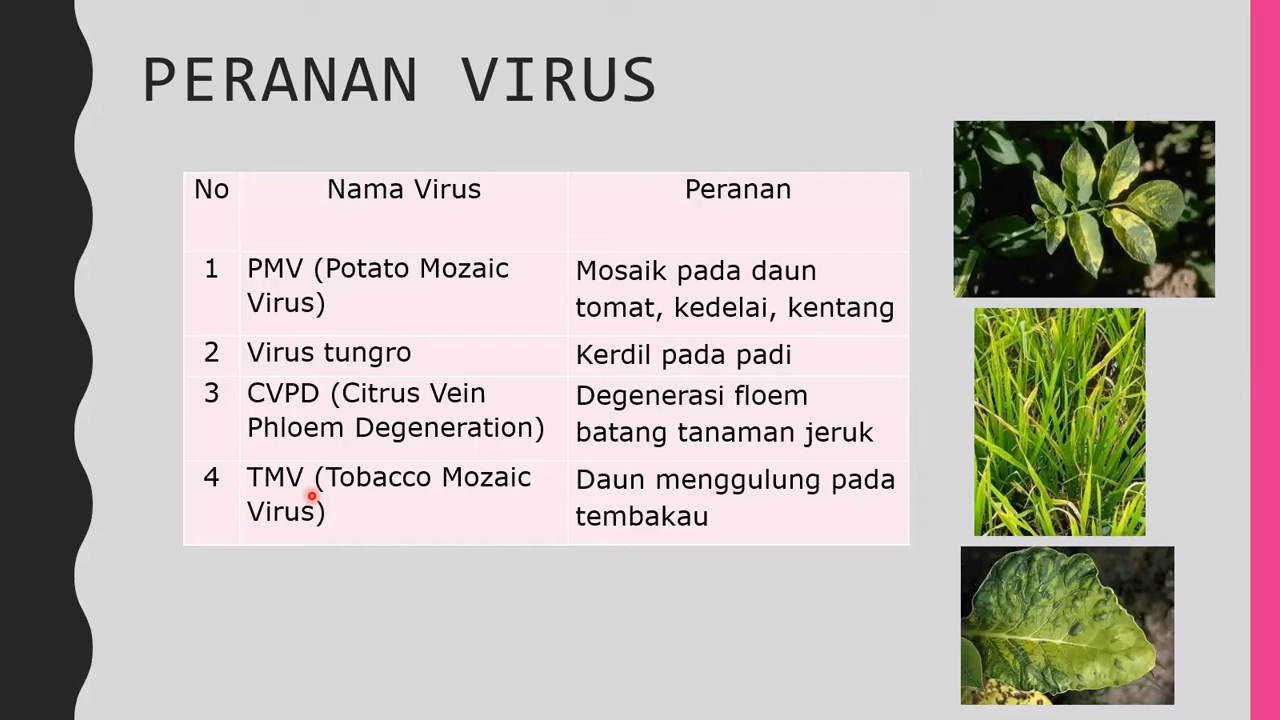 PERANAN VIRUS
No Nama Virus Peranan
1 PMV (Potato Mozaic Virus) Mosaik pada daun tomat, kedelai, kentang
2 Virus tungro Kerdil pada padi
3 CVPD (Citrus Vein Phloem Degeneration) Degenerasi floem batang tanaman jeruk
4 TMV (Tobacco Mozaic Virus) Daun menggulung pada tembakau